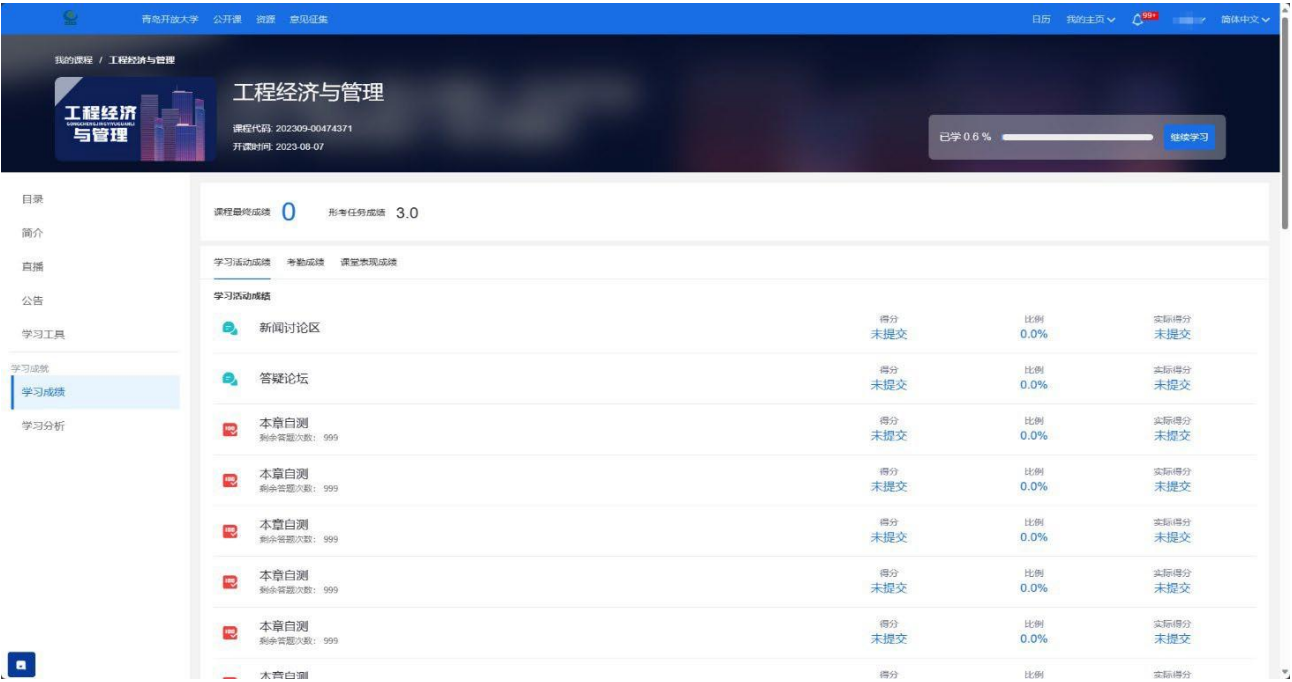 青岛开放大学 公开课 资源 意见征集 日历 我的主页 99+ 简体中文
我的课程 / 工程经济与管理
工程经济
与管理
工程经济与管理
课程代码: 202309-00474371
开课时间: 2023-08-07
已学 0.6 % 继续学习
目录
简介
直播
公告
学习工具
学习成就
学习成绩
学习分析
课程最终成绩 0 形考任务成绩 3.0
学习活动成绩 考勤成绩 课堂表现成绩
学习活动成绩
新闻讨论区 得分 未提交 比例 0.0% 实际得分 未提交
答疑论坛 得分 未提交 比例 0.0% 实际得分 未提交
本章自测 得分 未提交 比例 0.0% 实际得分 未提交
剩余答题次数: 999
本章自测 得分 未提交 比例 0.0% 实际得分 未提交
剩余答题次数: 999
本章自测 得分 未提交 比例 0.0% 实际得分 未提交
剩余答题次数: 999
本章自测 得分 未提交 比例 0.0% 实际得分 未提交
剩余答题次数: 999
本章自测 得分 未提交 比例 0.0% 实际得分 未提交
剩余答题次数: 999
本章自测 得分 比例 实际得分